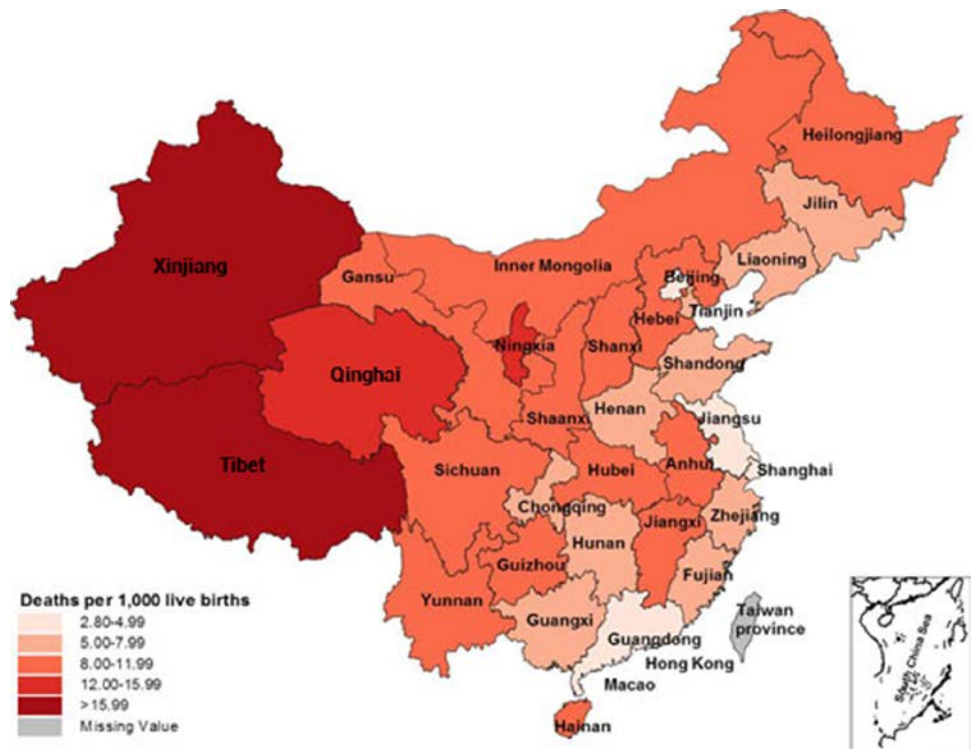 Heilongjiang
Jilin
Xinjiang
Inner Mongolia
Liaoning
Gansu
Beijing
Tianjin
Hebei
Ningxia
Shanxi
Shandong
Qinghai
Henan
Shaanxi
Jiangsu
Tibet
Sichuan
Hubei
Anhui
Shanghai
Chongqing
Zhejiang
Jiangxi
Hunan
Guizhou
Fujian
Yunnan
Guangxi
Taiwan
province
Guangdong
Hong Kong
Macao
Hainan
South China Sea
Deaths per 1,000 live births
2.80-4.99
5.00-7.99
8.00-11.99
12.00-15.99
>15.99
Missing Value